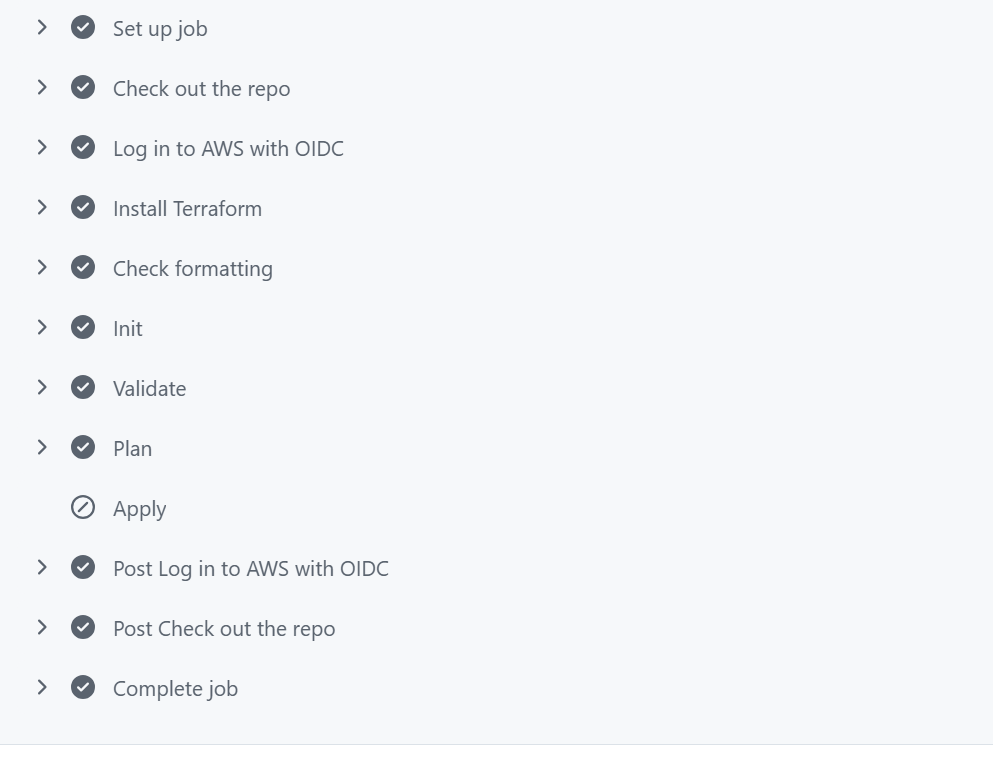 Set up job
Check out the repo
Log in to AWS with OIDC
Install Terraform
Check formatting
Init
Validate
Plan
Apply
Post Log in to AWS with OIDC
Post Check out the repo
Complete job